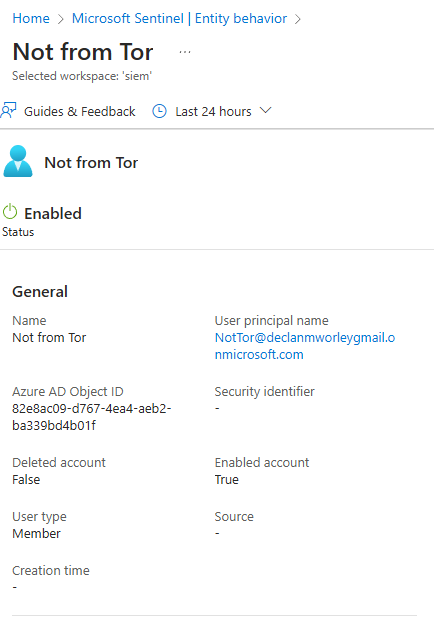 Home > Microsoft Sentinel | Entity behavior >
Not from Tor ...
Selected workspace: 'siem'
Guides & Feedback Last 24 hours
Not from Tor
Enabled
Status
General
Name User principal name
Not from Tor NotTor@declanmworleygmail.o
nmicrosoft.com
Azure AD Object ID Security identifier
82e8ac09-d767-4ea4-aeb2- -
ba339bd4b01f
Deleted account Enabled account
False True
User type Source
Member -
Creation time
-